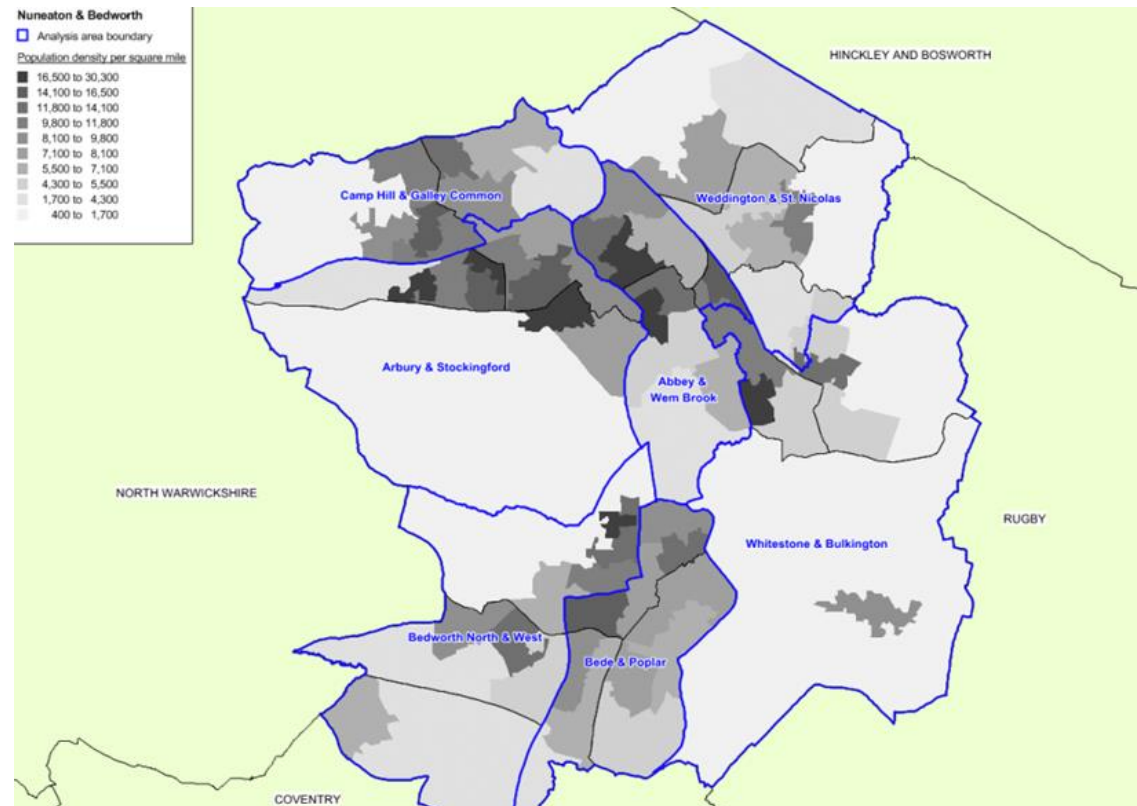 Nuneaton & Bedworth
Analysis area boundary
Population density per square mile
16,500 to 30,300
14,100 to 16,500
11,800 to 14,100
9,800 to 11,800
8,100 to 9,800
7,100 to 8,100
5,500 to 7,100
4,300 to 5,500
1,700 to 4,300
400 to 1,700
HINCKLEY AND BOSWORTH
Camp Hill & Galley Common
Weddington & St. Nicolas
Arbury & Stockingford
Abbey &
Wem Brook
NORTH WARWICKSHIRE
RUGBY
Whitestone & Bulkington
Bedworth North & West
Bede & Poplar
COVENTRY